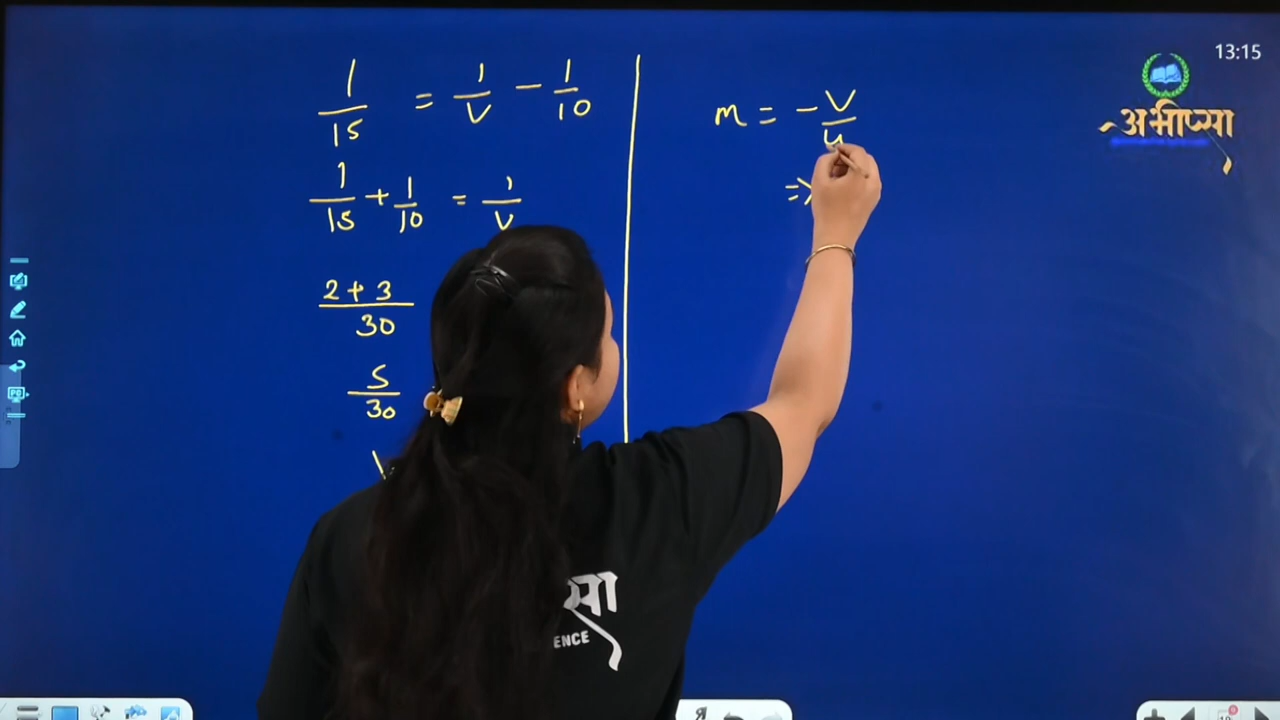 13:15
अभीप्सा
1/15 = 1/V - 1/10
1/15 + 1/10 = 1/V
2+3/30
5/30
m = -V/u
⇒
सा
ENCE